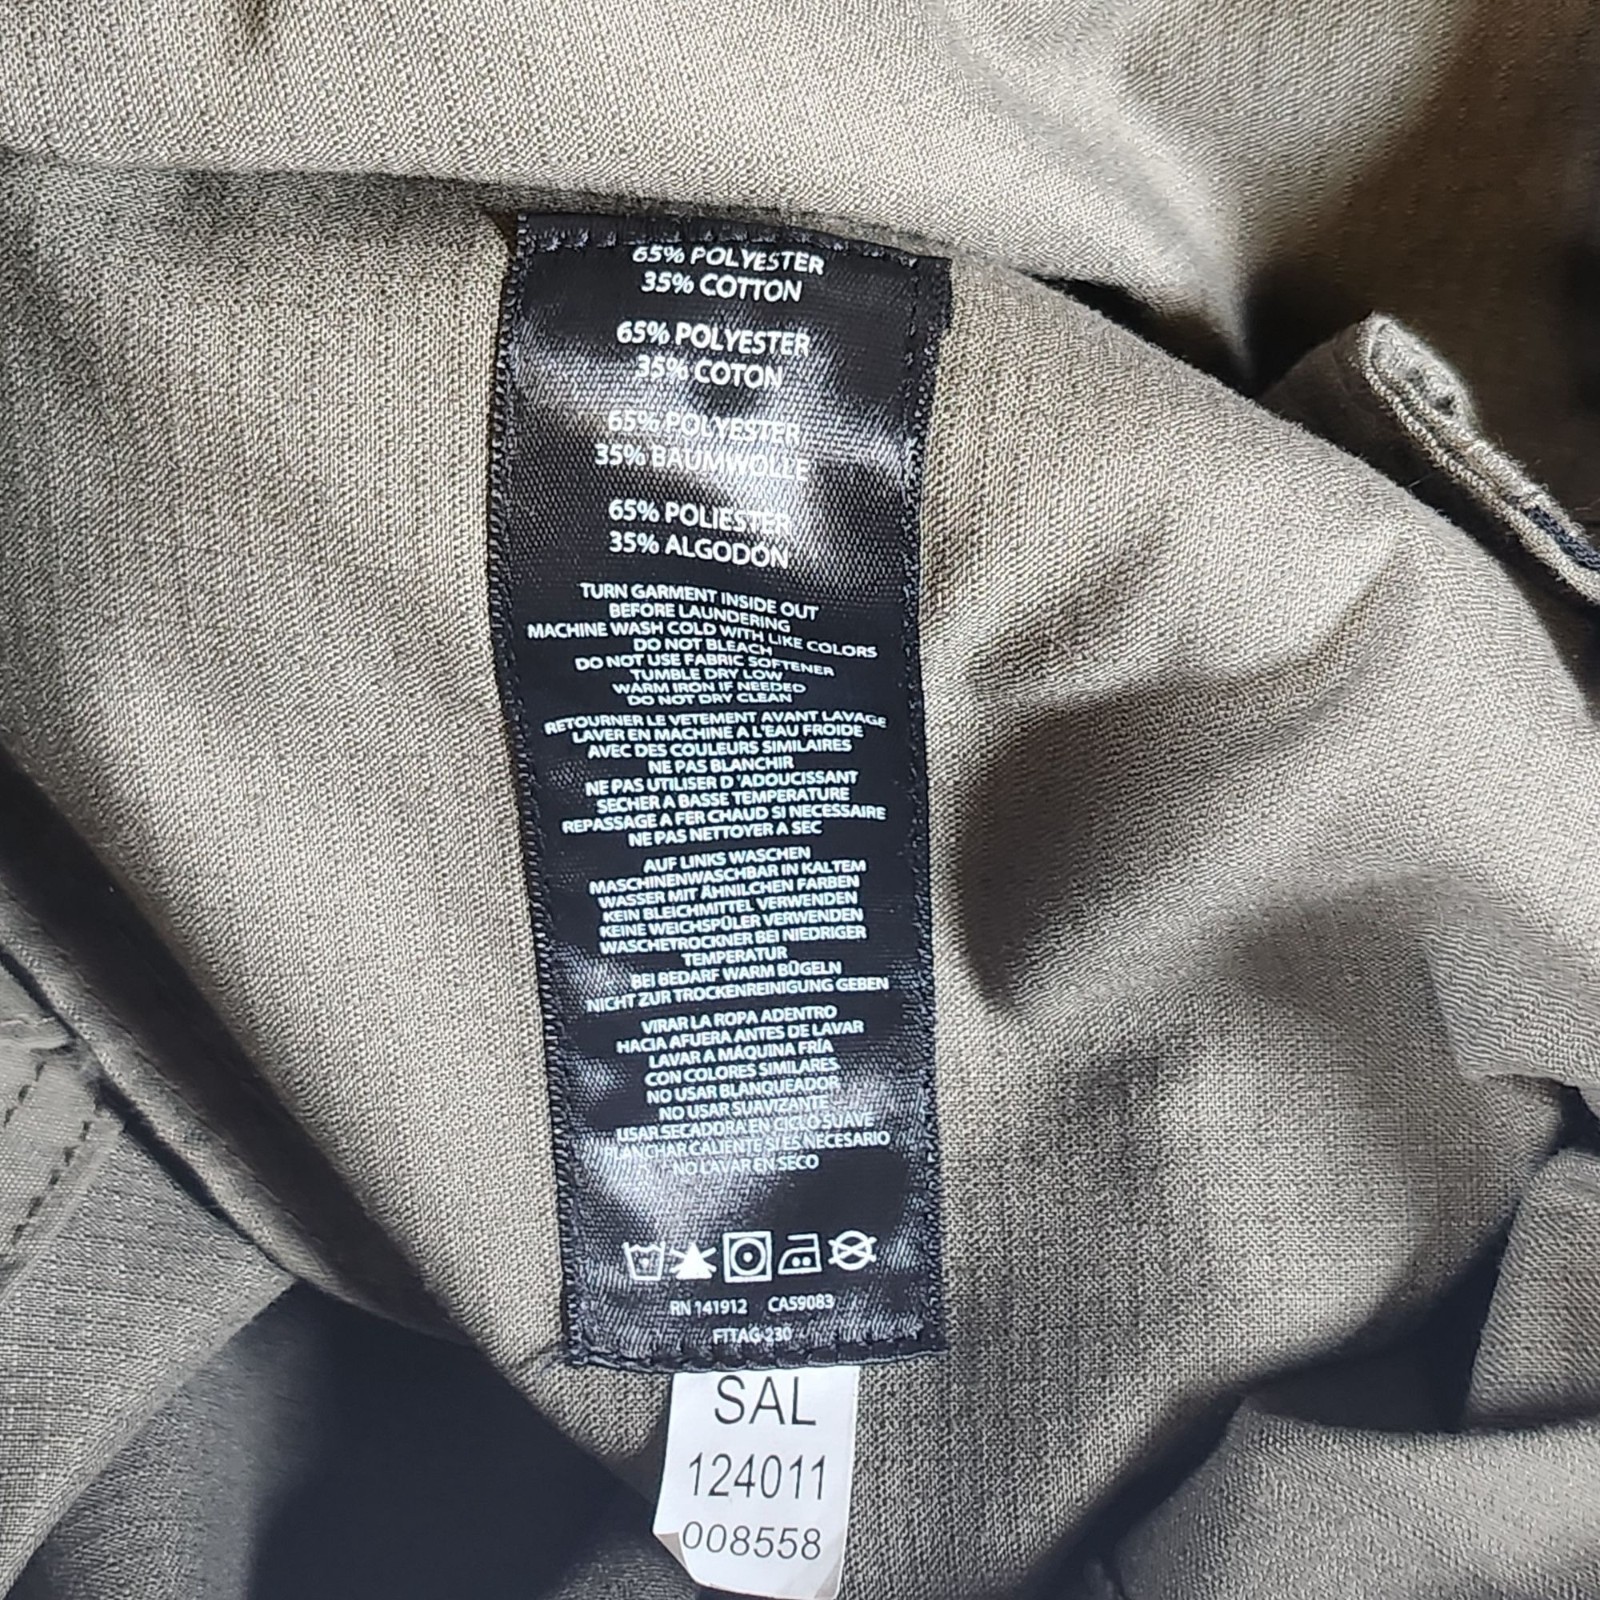 65% POLYESTER
35% COTTON
65% POLYESTER
35% COTON
65% POLYESTER
35% BAUMWOLLE
65% POLIESTER
35% ALGODÓN
TURN GARMENT INSIDE OUT
BEFORE LAUNDERING
MACHINE WASH COLD WITH LIKE COLORS
DO NOT BLEACH
DO NOT USE FABRIC SOFTENER
TUMBLE DRY LOW
WARM IRON IF NEEDED
DO NOT DRY CLEAN
RETOURNER LE VETEMENT AVANT LAVAGE
LAVER EN MACHINE A L'EAU FROIDE
AVEC DES COULEURS SIMILAIRES
NE PAS BLANCHIR
NE PAS UTILISER D 'ADOUCISSANT
SECHER A BASSE TEMPERATURE
REPASSAGE A FER CHAUD SI NECESSAIRE
NE PAS NETTOYER A SEC
AUF LINKS WASCHEN
MASCHINENWASCHBAR IN KALTEM
WASSER MIT ÄHNILCHEN FARBEN
KEIN BLEICHMITTEL VERWENDEN
KEINE WEICHSPÜLER VERWENDEN
WASCHETROCKNER BEI NIEDRIGER
TEMPERATUR
BEI BEDARF WARM BÜGELN
NICHT ZUR TROCKENREINIGUNG GEBEN
VIRAR LA ROPA ADENTRO
HACIA AFUERA ANTES DE LAVAR
LAVAR A MÁQUINA FRÍA
CON COLORES SIMILARES
NO USAR BLANQUEADOR
NO USAR SUAVIZANTE
USAR SECADORA EN CICLO SUAVE
PLANCHAR CALIENTE SI ES NECESARIO
NO LAVAR EN SECO
RN 141912 CA59083
FTTAG-230
SAL
124011
008558